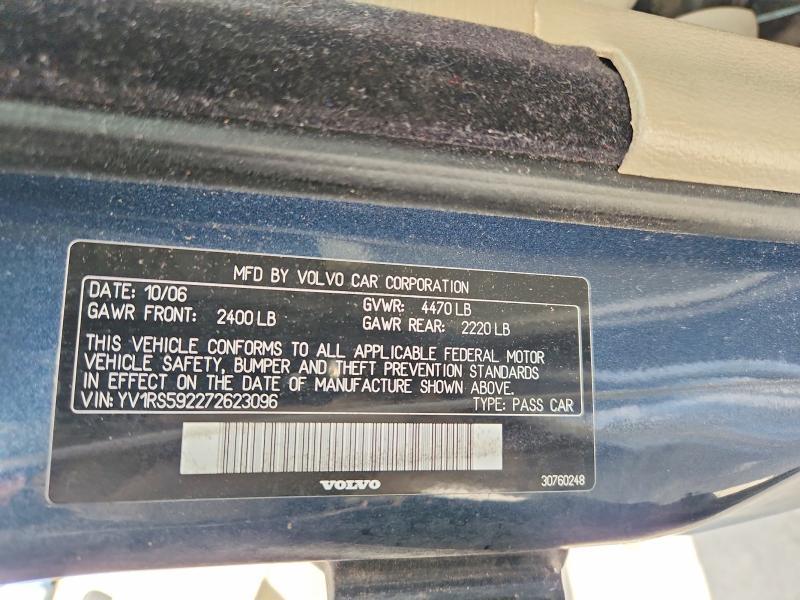 MFD BY VOLVO CAR CORPORATION
DATE: 10/06
GVWR: 4470 LB
GAWR FRONT: 2400 LB
GAWR REAR: 2220 LB
THIS VEHICLE CONFORMS TO ALL APPLICABLE FEDERAL MOTOR
VEHICLE SAFETY, BUMPER AND THEFT PREVENTION STANDARDS
IN EFFECT ON THE DATE OF MANUFACTURE SHOWN ABOVE.
VIN: YV1RS592272623096 TYPE: PASS CAR
VOLVO
30760248